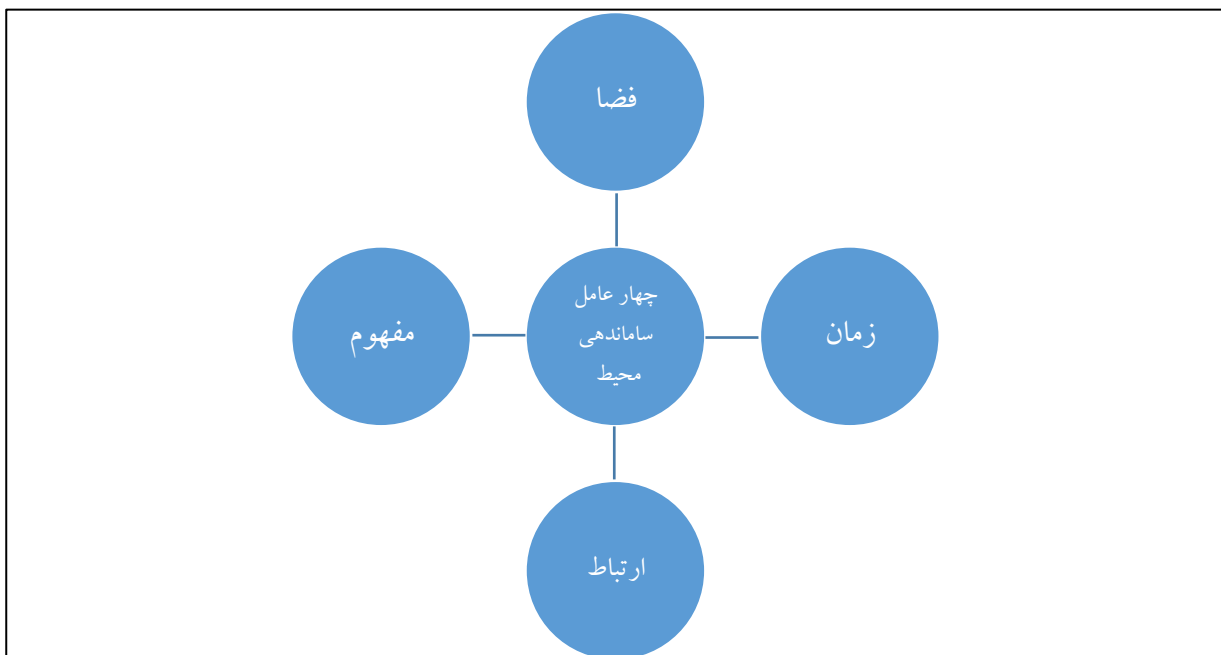 فضا
چهار عامل
ساماندهی
محیط
زمان
مفهوم
ارتباط